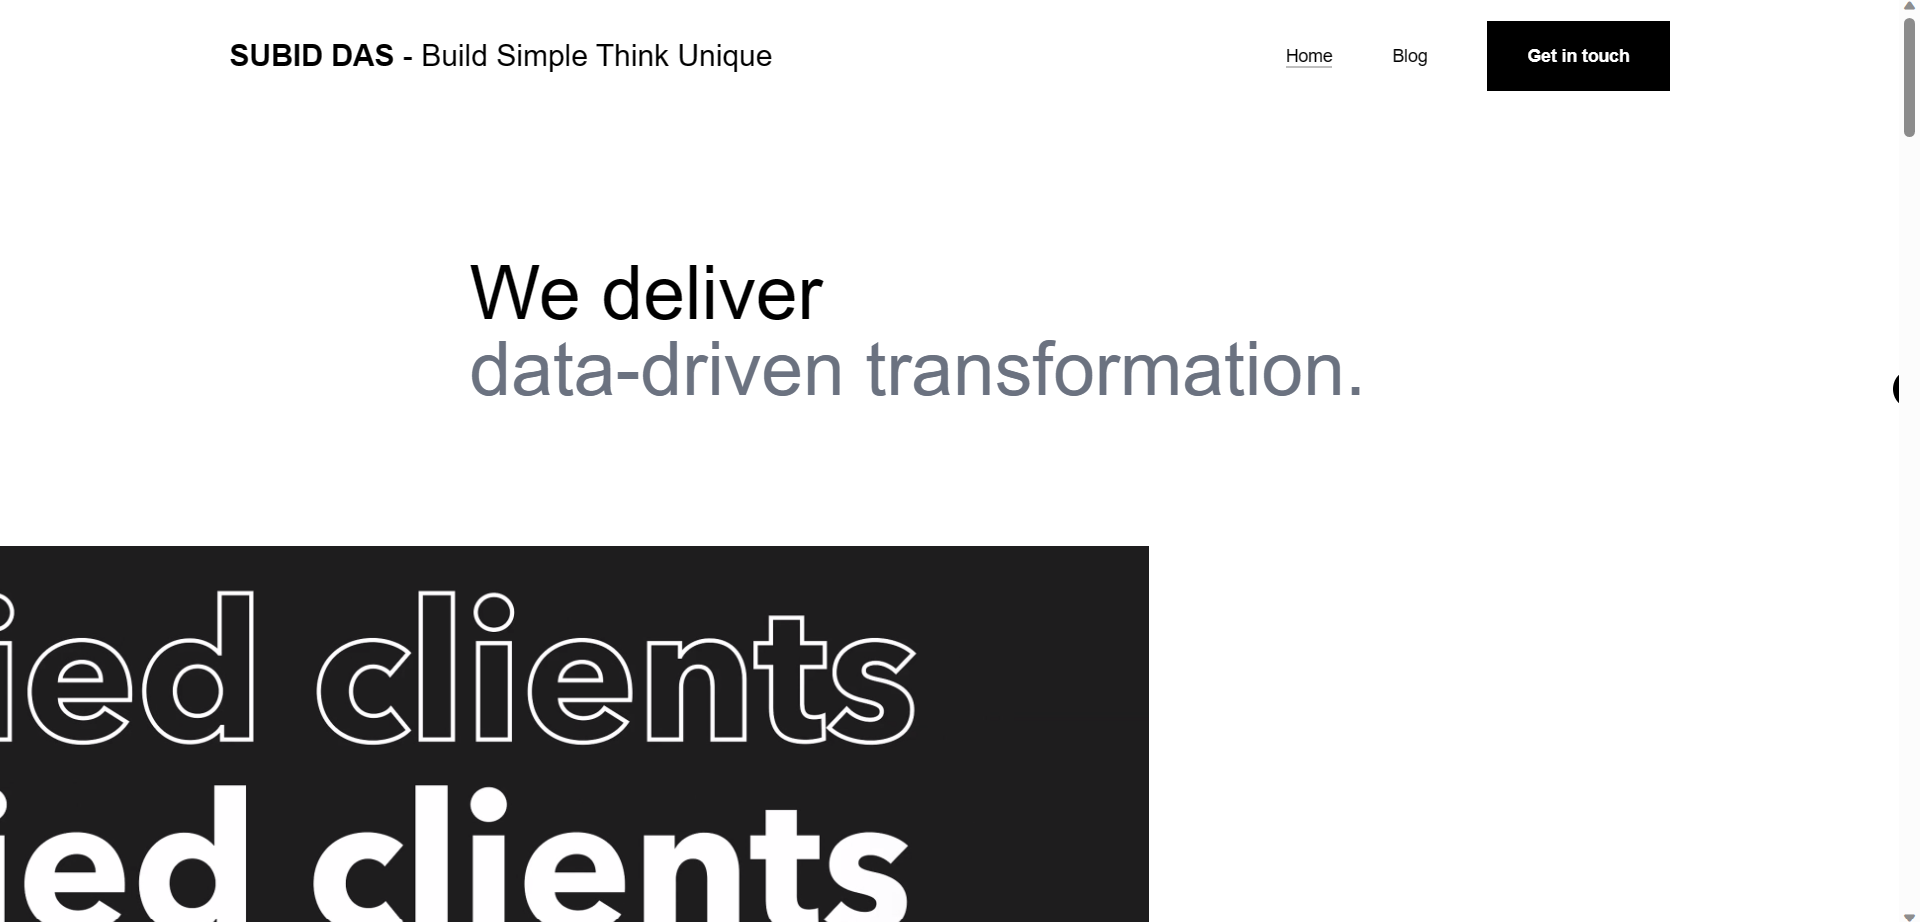 SUBID DAS - Build Simple Think Unique
Home
Blog
Get in touch
We deliver
data-driven transformation.
ied clients
ied clients